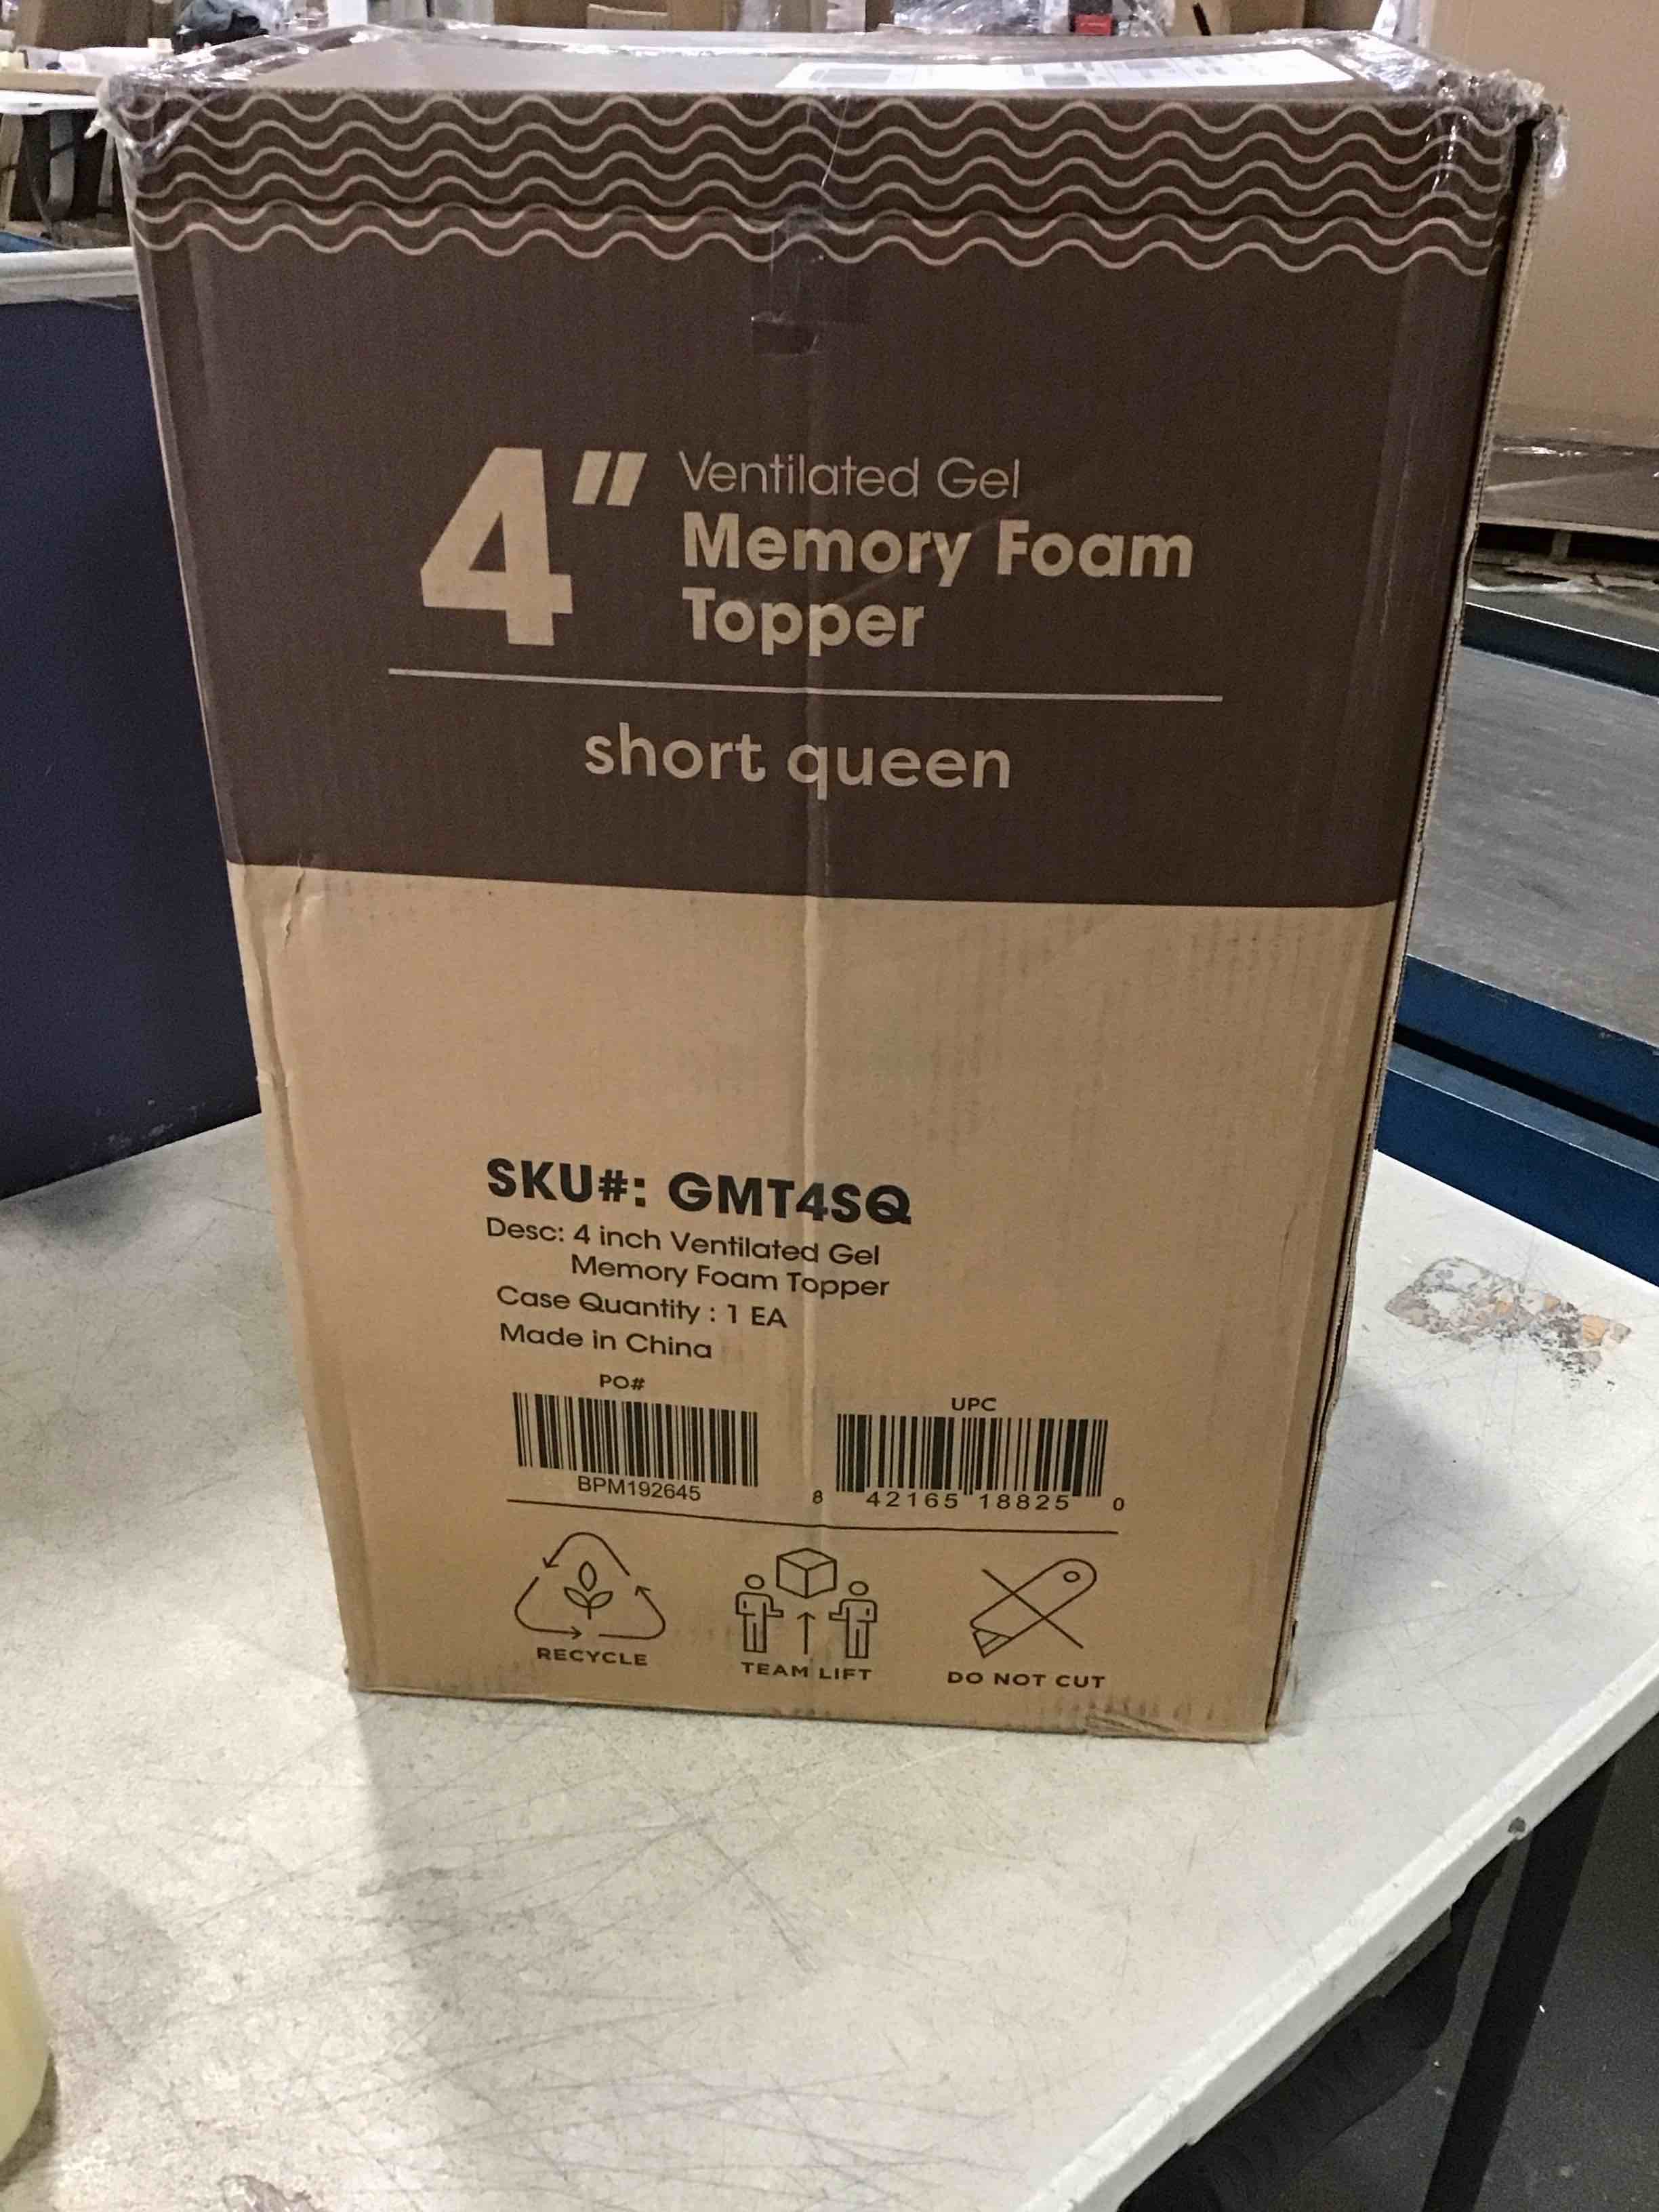 4" Ventilated Gel
Memory Foam
Topper
short queen
SKU#: GMT4SQ
Desc: 4 inch Ventilated Gel
Memory Foam Topper
Case Quantity : 1 EA
Made in China
PO#
BPM192645
UPC
8 42165 18825 0
RECYCLE
TEAM LIFT
DO NOT CUT